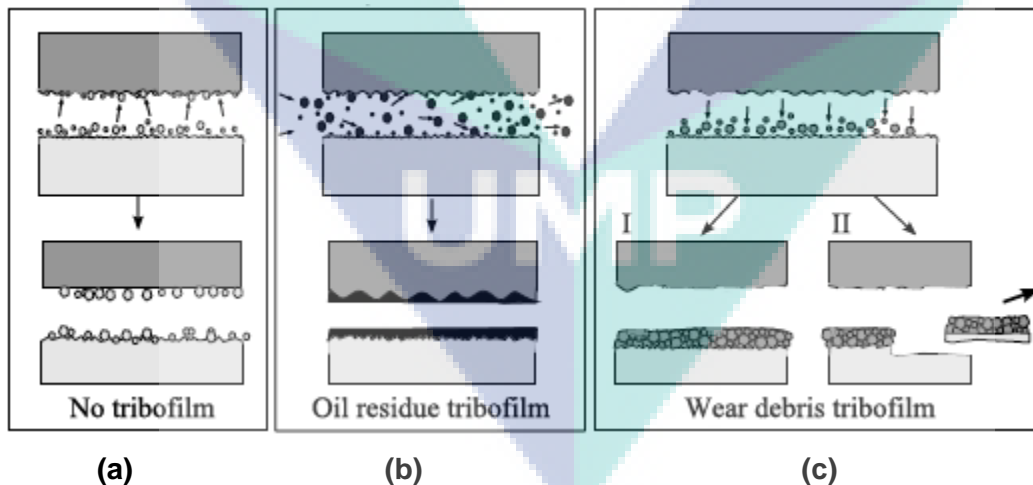 UMP
I
II
No tribofilm
Oil residue tribofilm
Wear debris tribofilm
(a)
(b)
(c)